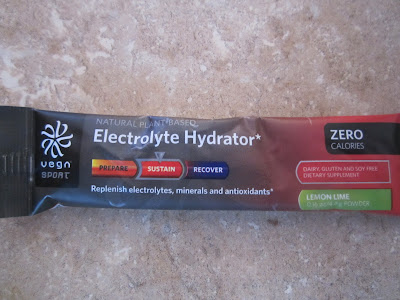 vega
SPORT
NATURAL PLANT-BASED
Electrolyte Hydrator*
PREPARE SUSTAIN RECOVER
Replenish electrolytes, minerals and antioxidants*
ZERO
CALORIES
DAIRY, GLUTEN AND SOY FREE
DIETARY SUPPLEMENT
LEMON LIME
POWDER